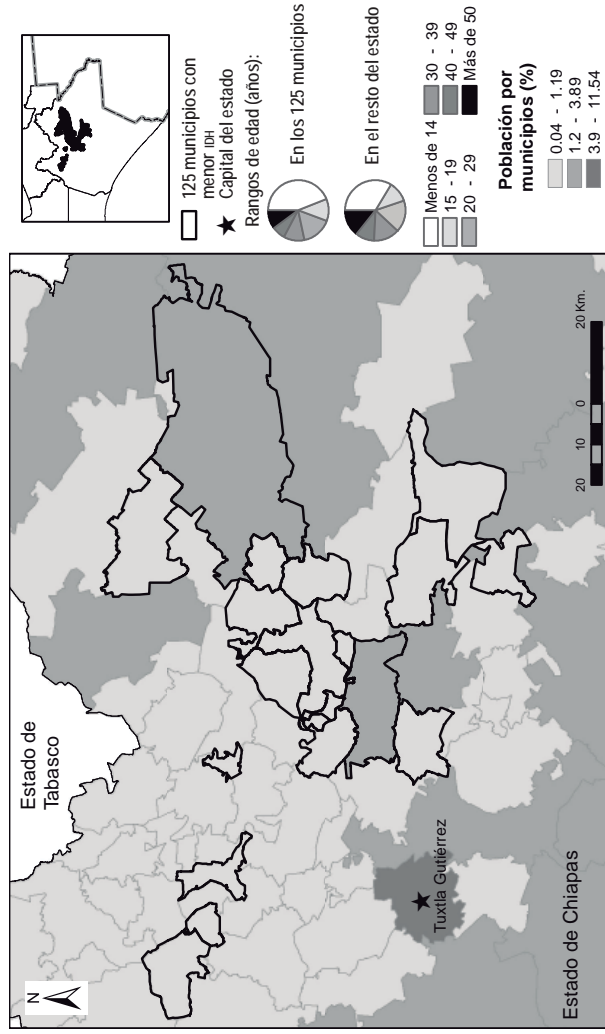 N
Estado de
Tabasco
Tuxtla Gutiérrez
Estado de Chiapas
20 10 0 20 Km.
125 municipios con
menor IDH
Capital del estado
Rangos de edad (años):
En los 125 municipios
En el resto del estado
Menos de 14
15 - 19
20 - 29
30 - 39
40 - 49
Más de 50
Población por
municipios (%)
0.04 - 1.19
1.2 - 3.89
3.9 - 11.54